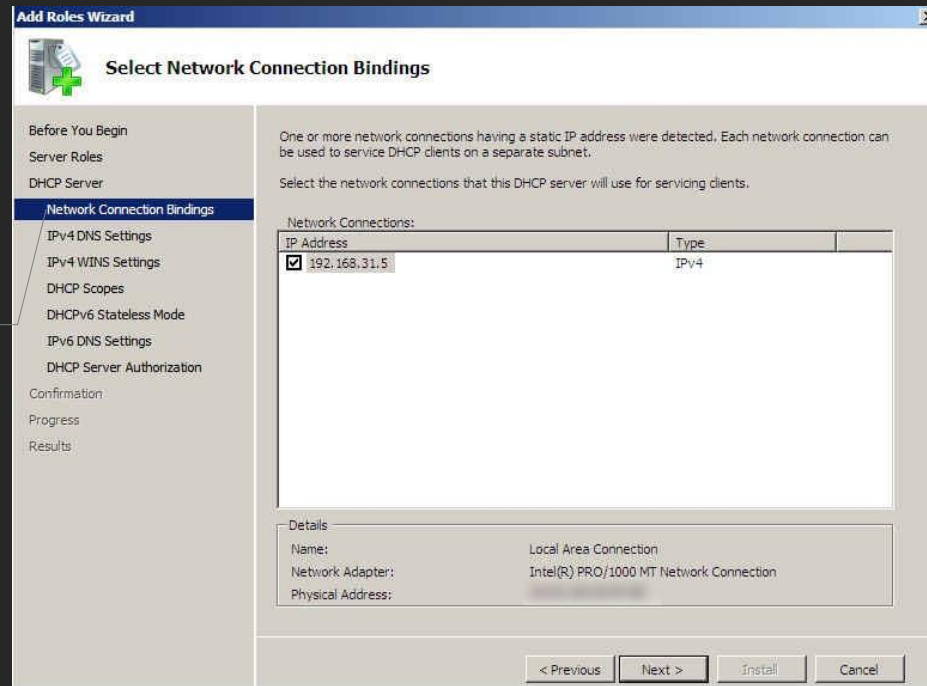 Add Roles Wizard
Select Network Connection Bindings
Before You Begin
Server Roles
DHCP Server
Network Connection Bindings
IPv4 DNS Settings
IPv4 WINS Settings
DHCP Scopes
DHCPv6 Stateless Mode
IPv6 DNS Settings
DHCP Server Authorization
Confirmation
Progress
Results
One or more network connections having a static IP address were detected. Each network connection can
be used to service DHCP clients on a separate subnet.
Select the network connections that this DHCP server will use for servicing clients.
Network Connections:
IP Address Type
192.168.31.5 IPv4
Details
Name: Local Area Connection
Network Adapter: Intel(R) PRO/1000 MT Network Connection
Physical Address:
< Previous Next > Install Cancel